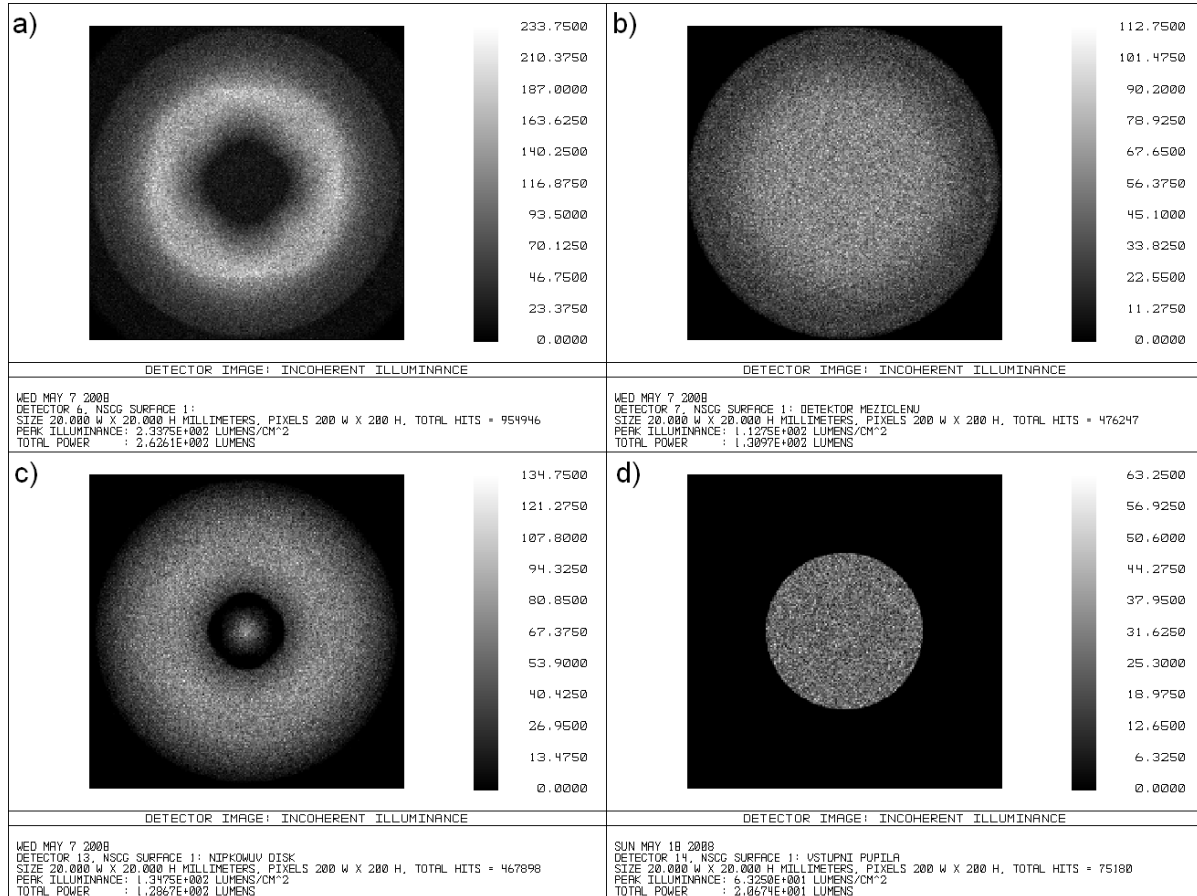 a)
233.7500
210.3750
187.0000
163.6250
140.2500
116.8750
93.5000
70.1250
46.7500
23.3750
0.0000
DETECTOR IMAGE: INCOHERENT ILLUMINANCE
WED MAY 7 2008
DETECTOR 6, NSCG SURFACE 1:
SIZE 20.000 W X 20.000 H MILLIMETERS, PIXELS 200 W X 200 H, TOTAL HITS = 954946
PEAK ILLUMINANCE: 2.3375E+002 LUMENS/CM^2
TOTAL POWER : 2.6261E+002 LUMENS
b)
112.7500
101.4750
90.2000
78.9250
67.6500
56.3750
45.1000
33.8250
22.5500
11.2750
0.0000
DETECTOR IMAGE: INCOHERENT ILLUMINANCE
WED MAY 7 2008
DETECTOR 7, NSCG SURFACE 1: DETEKTOR MEZICLENU
SIZE 20.000 W X 20.000 H MILLIMETERS, PIXELS 200 W X 200 H, TOTAL HITS = 476247
PEAK ILLUMINANCE: 1.1275E+002 LUMENS/CM^2
TOTAL POWER : 1.3097E+002 LUMENS
c)
134.7500
121.2750
107.8000
94.3250
80.8500
67.3750
53.9000
40.4250
26.9500
13.4750
0.0000
DETECTOR IMAGE: INCOHERENT ILLUMINANCE
WED MAY 7 2008
DETECTOR 13, NSCG SURFACE 1: NIPKOWUV DISK
SIZE 20.000 W X 20.000 H MILLIMETERS, PIXELS 200 W X 200 H, TOTAL HITS = 467898
PEAK ILLUMINANCE: 1.3475E+002 LUMENS/CM^2
TOTAL POWER : 1.2867E+002 LUMENS
d)
63.2500
56.9250
50.6000
44.2750
37.9500
31.6250
25.3000
18.9750
12.6500
6.3250
0.0000
DETECTOR IMAGE: INCOHERENT ILLUMINANCE
SUN MAY 18 2008
DETECTOR 14, NSCG SURFACE 1: VSTUPNI PUPILA
SIZE 20.000 W X 20.000 H MILLIMETERS, PIXELS 200 W X 200 H, TOTAL HITS = 75180
PEAK ILLUMINANCE: 6.3250E+001 LUMENS/CM^2
TOTAL POWER : 2.0674E+001 LUMENS